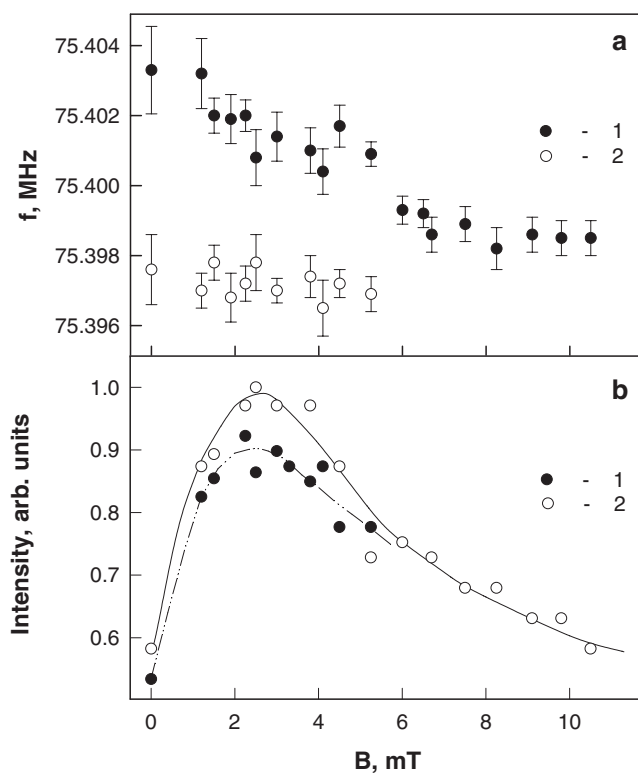 75.404
a
75.402
● - 1
○ - 2
75.400
f, MHz
75.398
75.396
1.0
b
0.9
● - 1
○ - 2
0.8
Intensity, arb. units
0.7
0.6
0 2 4 6 8 10
B, mT